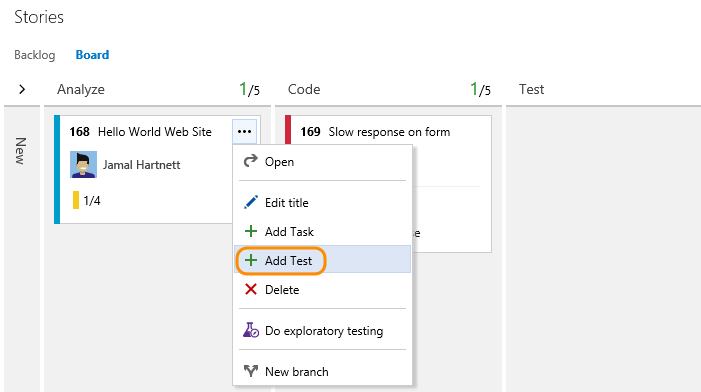 Stories
Backlog Board
Analyze 1/5 Code 1/5 Test
New
168 Hello World Web Site ...
169 Slow response on form
Jamal Hartnett
1/4
Open
Edit title
Add Task
Add Test
Delete
Do exploratory testing
New branch